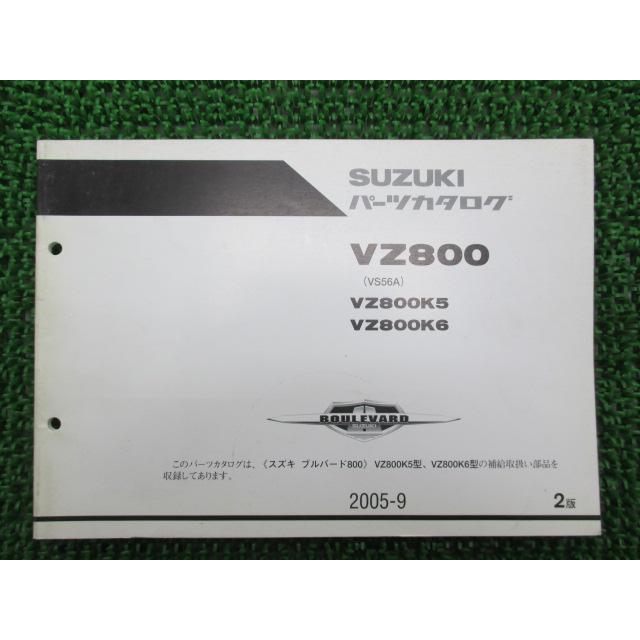 SUZUKI
パーツカタログ
VZ800
(VS56A)
VZ800K5
VZ800K6
BOULEVARD
SUZUKI
このパーツカタログは、《スズキ ブルバード800》 VZ800K5型、VZ800K6型の補給取扱い部品を
収録してあります。
2005-9
2版